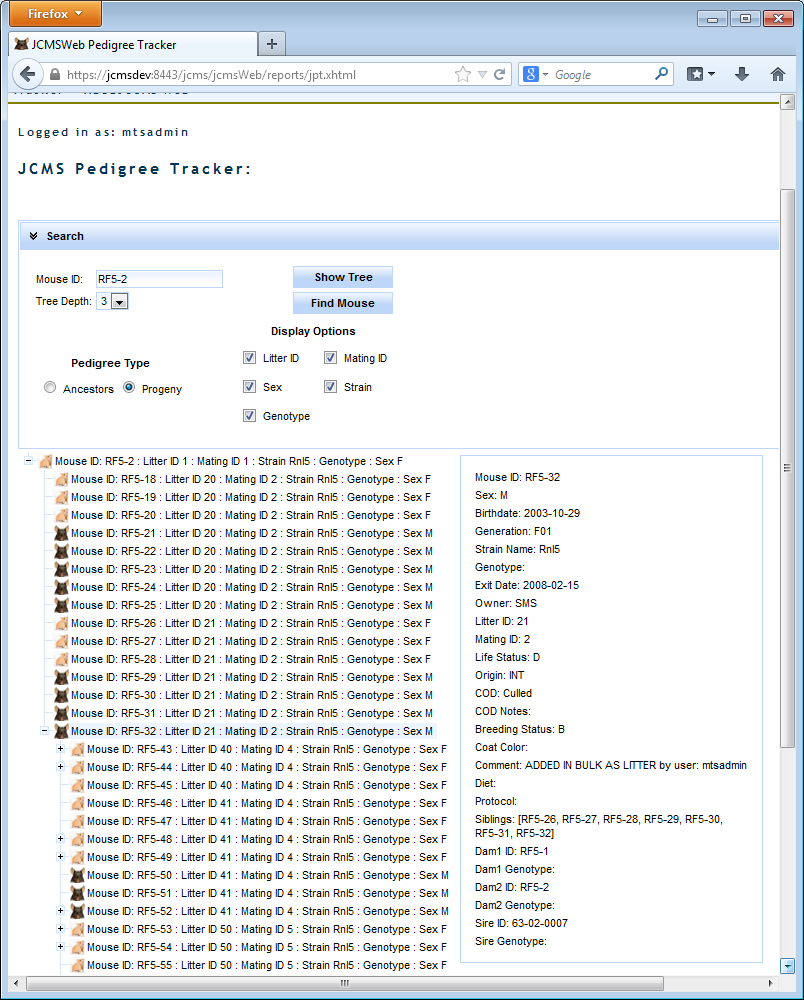 Firefox
JCMSWeb Pedigree Tracker
https://jcmsdev:8443/jcms/jcmsWeb/reports/jpt.xhtml
Google
Logged in as: mtsadmin
JCMS Pedigree Tracker:
Search
Mouse ID: RF5-2
Show Tree
Tree Depth: 3
Find Mouse
Display Options
Pedigree Type
Litter ID
Mating ID
Ancestors
Progeny
Sex
Strain
Genotype
Mouse ID: RF5-2 : Litter ID 1 : Mating ID 1 : Strain Rnl5 : Genotype : Sex F
Mouse ID: RF5-18 : Litter ID 20 : Mating ID 2 : Strain Rnl5 : Genotype : Sex F
Mouse ID: RF5-19 : Litter ID 20 : Mating ID 2 : Strain Rnl5 : Genotype : Sex F
Mouse ID: RF5-20 : Litter ID 20 : Mating ID 2 : Strain Rnl5 : Genotype : Sex F
Mouse ID: RF5-21 : Litter ID 20 : Mating ID 2 : Strain Rnl5 : Genotype : Sex M
Mouse ID: RF5-22 : Litter ID 20 : Mating ID 2 : Strain Rnl5 : Genotype : Sex M
Mouse ID: RF5-23 : Litter ID 20 : Mating ID 2 : Strain Rnl5 : Genotype : Sex M
Mouse ID: RF5-24 : Litter ID 20 : Mating ID 2 : Strain Rnl5 : Genotype : Sex M
Mouse ID: RF5-25 : Litter ID 20 : Mating ID 2 : Strain Rnl5 : Genotype : Sex M
Mouse ID: RF5-26 : Litter ID 21 : Mating ID 2 : Strain Rnl5 : Genotype : Sex F
Mouse ID: RF5-27 : Litter ID 21 : Mating ID 2 : Strain Rnl5 : Genotype : Sex F
Mouse ID: RF5-28 : Litter ID 21 : Mating ID 2 : Strain Rnl5 : Genotype : Sex F
Mouse ID: RF5-29 : Litter ID 21 : Mating ID 2 : Strain Rnl5 : Genotype : Sex M
Mouse ID: RF5-30 : Litter ID 21 : Mating ID 2 : Strain Rnl5 : Genotype : Sex M
Mouse ID: RF5-31 : Litter ID 21 : Mating ID 2 : Strain Rnl5 : Genotype : Sex M
Mouse ID: RF5-32 : Litter ID 21 : Mating ID 2 : Strain Rnl5 : Genotype : Sex M
Mouse ID: RF5-43 : Litter ID 40 : Mating ID 4 : Strain Rnl5 : Genotype : Sex F
Mouse ID: RF5-44 : Litter ID 40 : Mating ID 4 : Strain Rnl5 : Genotype : Sex F
Mouse ID: RF5-45 : Litter ID 40 : Mating ID 4 : Strain Rnl5 : Genotype : Sex F
Mouse ID: RF5-46 : Litter ID 41 : Mating ID 4 : Strain Rnl5 : Genotype : Sex F
Mouse ID: RF5-47 : Litter ID 41 : Mating ID 4 : Strain Rnl5 : Genotype : Sex F
Mouse ID: RF5-48 : Litter ID 41 : Mating ID 4 : Strain Rnl5 : Genotype : Sex F
Mouse ID: RF5-49 : Litter ID 41 : Mating ID 4 : Strain Rnl5 : Genotype : Sex F
Mouse ID: RF5-50 : Litter ID 41 : Mating ID 4 : Strain Rnl5 : Genotype : Sex M
Mouse ID: RF5-51 : Litter ID 41 : Mating ID 4 : Strain Rnl5 : Genotype : Sex M
Mouse ID: RF5-52 : Litter ID 41 : Mating ID 4 : Strain Rnl5 : Genotype : Sex M
Mouse ID: RF5-53 : Litter ID 50 : Mating ID 5 : Strain Rnl5 : Genotype : Sex F
Mouse ID: RF5-54 : Litter ID 50 : Mating ID 5 : Strain Rnl5 : Genotype : Sex F
Mouse ID: RF5-55 : Litter ID 50 : Mating ID 5 : Strain Rnl5 : Genotype : Sex F
Mouse ID: RF5-32
Sex: M
Birthdate: 2003-10-29
Generation: F01
Strain Name: Rnl5
Genotype:
Exit Date: 2008-02-15
Owner: SMS
Litter ID: 21
Mating ID: 2
Life Status: D
Origin: INT
COD: Culled
COD Notes:
Breeding Status: B
Coat Color:
Comment: ADDED IN BULK AS LITTER by user: mtsadmin
Diet:
Protocol:
Siblings: [RF5-26, RF5-27, RF5-28, RF5-29, RF5-30,
RF5-31, RF5-32]
Dam1 ID: RF5-1
Dam1 Genotype:
Dam2 ID: RF5-2
Dam2 Genotype:
Sire ID: 63-02-0007
Sire Genotype: